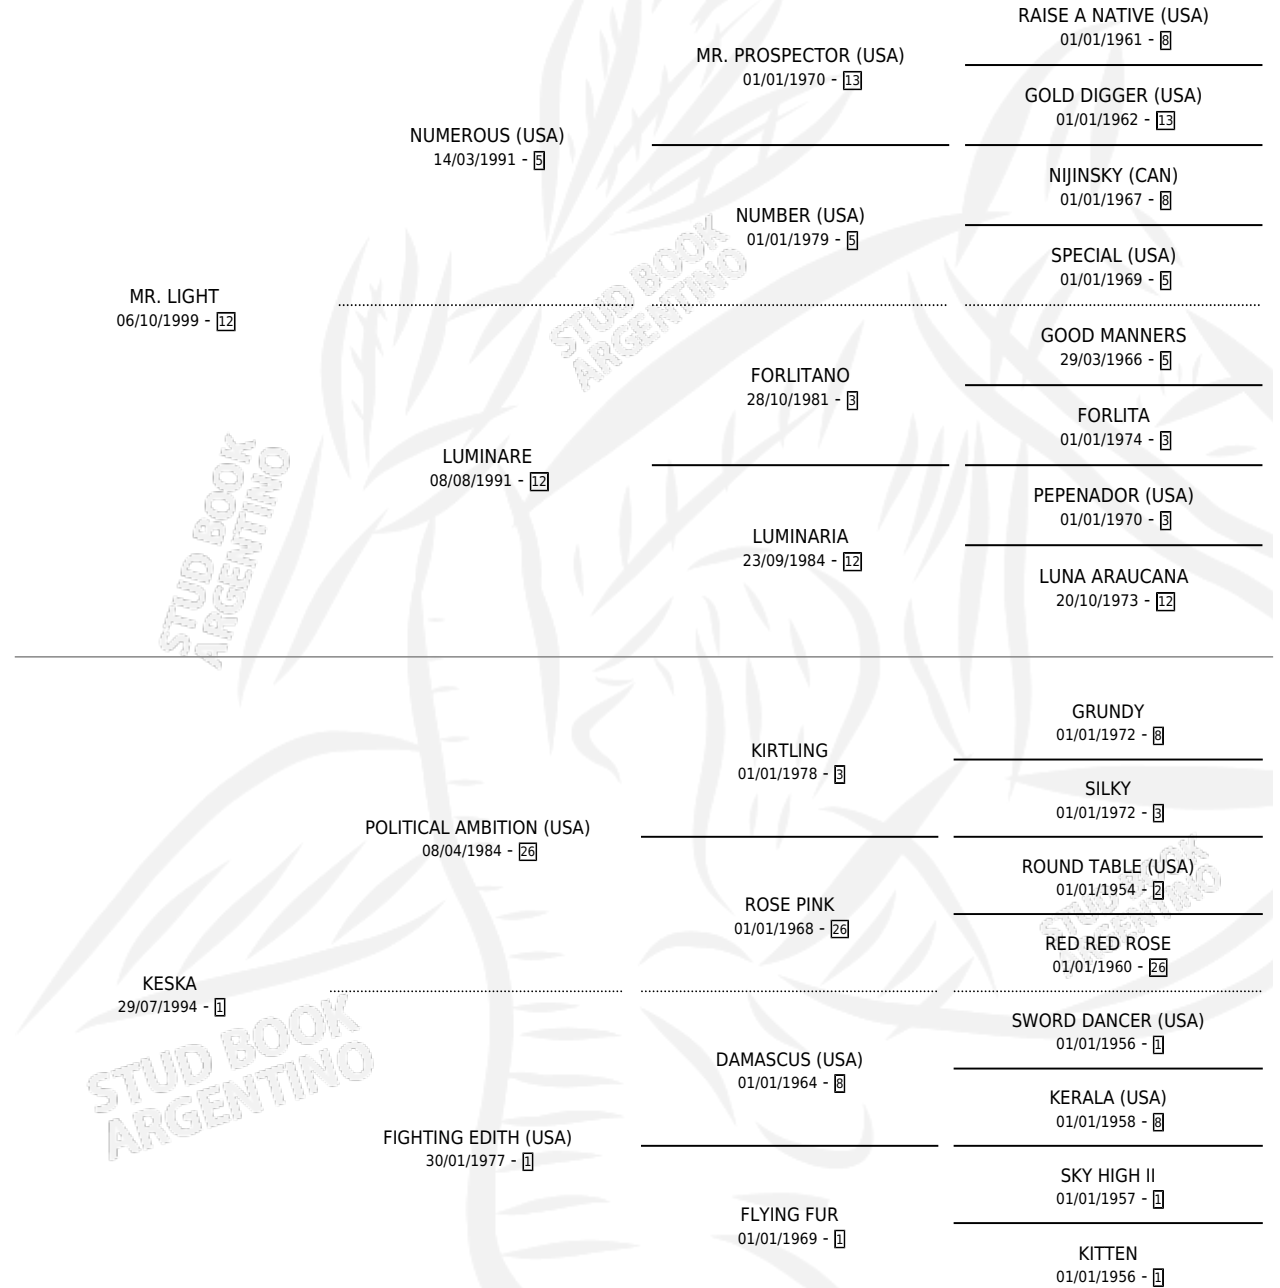 RAISE A NATIVE (USA)
01/01/1961 - 8
MR. PROSPECTOR (USA)
01/01/1970 - 13
GOLD DIGGER (USA)
01/01/1962 - 13
NUMEROUS (USA)
14/03/1991 - 5
NIJINSKY (CAN)
01/01/1967 - 8
NUMBER (USA)
01/01/1979 - 5
SPECIAL (USA)
01/01/1969 - 5
MR. LIGHT
06/10/1999 - 12
GOOD MANNERS
29/03/1966 - 5
FORLITANO
28/10/1981 - 3
FORLITA
01/01/1974 - 3
LUMINARE
08/08/1991 - 12
PEPENADOR (USA)
01/01/1970 - 3
LUMINARIA
23/09/1984 - 12
LUNA ARAUCANA
20/10/1973 - 12
GRUNDY
01/01/1972 - 8
KIRTLING
01/01/1978 - 3
SILKY
01/01/1972 - 3
POLITICAL AMBITION (USA)
08/04/1984 - 26
ROUND TABLE (USA)
01/01/1954 - 2
ROSE PINK
01/01/1968 - 26
RED RED ROSE
01/01/1960 - 26
KESKA
29/07/1994 - 1
SWORD DANCER (USA)
01/01/1956 - 1
DAMASCUS (USA)
01/01/1964 - 8
KERALA (USA)
01/01/1958 - 8
FIGHTING EDITH (USA)
30/01/1977 - 1
SKY HIGH II
01/01/1957 - 1
FLYING FUR
01/01/1969 - 1
KITTEN
01/01/1956 - 1
STUD BOOK
ARGENTINO
STUD BOOK
ARGENTINO
STUD BOOK
ARGENTINO
STUD BOOK
ARGENTINO